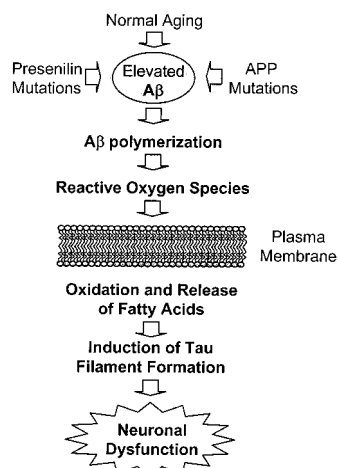 Normal Aging
Presenilin
Mutations
Elevated
Aβ
APP
Mutations
Aβ polymerization
Reactive Oxygen Species
Plasma
Membrane
Oxidation and Release
of Fatty Acids
Induction of Tau
Filament Formation
Neuronal
Dysfunction